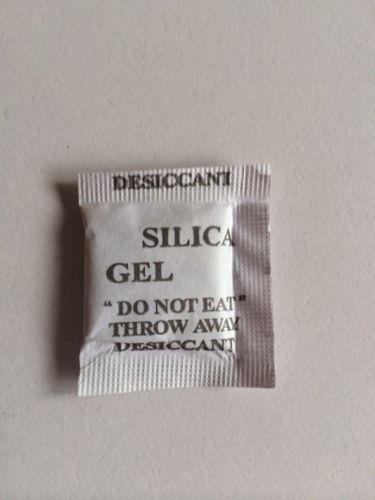 DESICCANT
SILICA
GEL
“DO NOT EAT”
THROW AWAY
DESICCANT